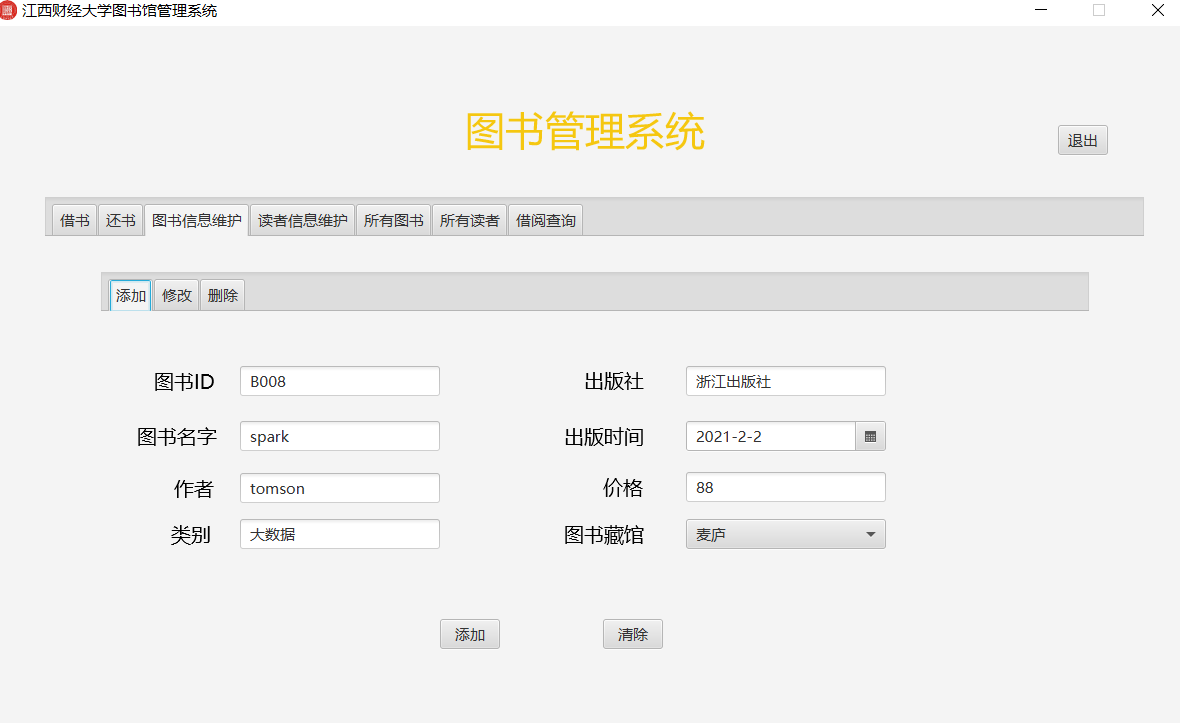 江西财经大学图书馆管理系统
图书管理系统
退出
借书 还书 图书信息维护 读者信息维护 所有图书 所有读者 借阅查询
添加 修改 删除
图书ID B008 出版社 浙江出版社
图书名字 spark 出版时间 2021-2-2
作者 tomson 价格 88
类别 大数据 图书藏馆 麦庐
添加 清除